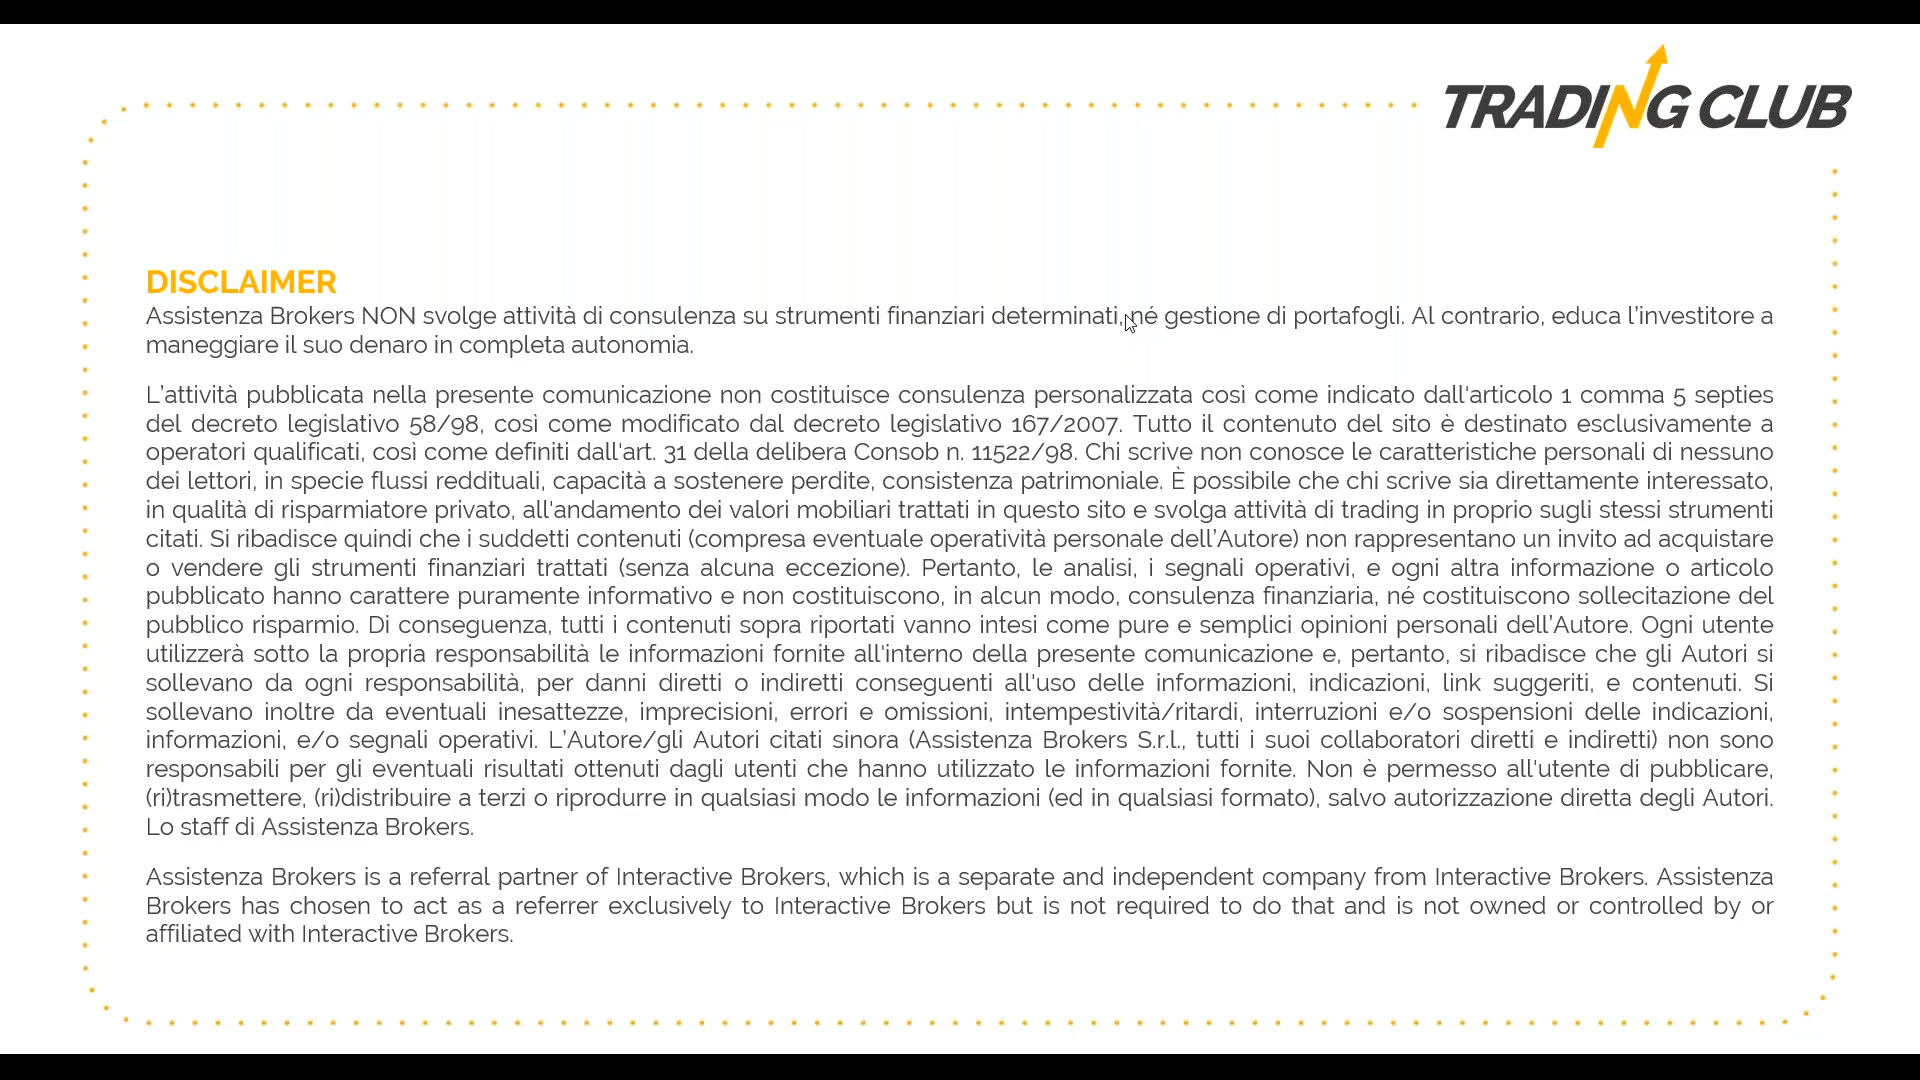 TRADING CLUB
DISCLAIMER
Assistenza Brokers NON svolge attività di consulenza su strumenti finanziari determinati, né gestione di portafogli. Al contrario, educa l’investitore a
maneggiare il suo denaro in completa autonomia.
L’attività pubblicata nella presente comunicazione non costituisce consulenza personalizzata così come indicato dall'articolo 1 comma 5 septies
del decreto legislativo 58/98, così come modificato dal decreto legislativo 167/2007. Tutto il contenuto del sito è destinato esclusivamente a
operatori qualificati, così come definiti dall'art. 31 della delibera Consob n. 11522/98. Chi scrive non conosce le caratteristiche personali di nessuno
dei lettori, in specie flussi reddituali, capacità a sostenere perdite, consistenza patrimoniale. È possibile che chi scrive sia direttamente interessato,
in qualità di risparmiatore privato, all'andamento dei valori mobiliari trattati in questo sito e svolga attività di trading in proprio sugli stessi strumenti
citati. Si ribadisce quindi che i suddetti contenuti (compresa eventuale operatività personale dell’Autore) non rappresentano un invito ad acquistare
o vendere gli strumenti finanziari trattati (senza alcuna eccezione). Pertanto, le analisi, i segnali operativi, e ogni altra informazione o articolo
pubblicato hanno carattere puramente informativo e non costituiscono, in alcun modo, consulenza finanziaria, né costituiscono sollecitazione del
pubblico risparmio. Di conseguenza, tutti i contenuti sopra riportati vanno intesi come pure e semplici opinioni personali dell’Autore. Ogni utente
utilizzerà sotto la propria responsabilità le informazioni fornite all'interno della presente comunicazione e, pertanto, si ribadisce che gli Autori si
sollevano da ogni responsabilità, per danni diretti o indiretti conseguenti all'uso delle informazioni, indicazioni, link suggeriti, e contenuti. Si
sollevano inoltre da eventuali inesattezze, imprecisioni, errori e omissioni, intempestività/ritardi, interruzioni e/o sospensioni delle indicazioni,
informazioni, e/o segnali operativi. L’Autore/gli Autori citati sinora (Assistenza Brokers S.r.l., tutti i suoi collaboratori diretti e indiretti) non sono
responsabili per gli eventuali risultati ottenuti dagli utenti che hanno utilizzato le informazioni fornite. Non è permesso all'utente di pubblicare,
(ri)trasmettere, (ri)distribuire a terzi o riprodurre in qualsiasi modo le informazioni (ed in qualsiasi formato), salvo autorizzazione diretta degli Autori.
Lo staff di Assistenza Brokers.
Assistenza Brokers is a referral partner of Interactive Brokers, which is a separate and independent company from Interactive Brokers. Assistenza
Brokers has chosen to act as a referrer exclusively to Interactive Brokers but is not required to do that and is not owned or controlled by or
affiliated with Interactive Brokers.